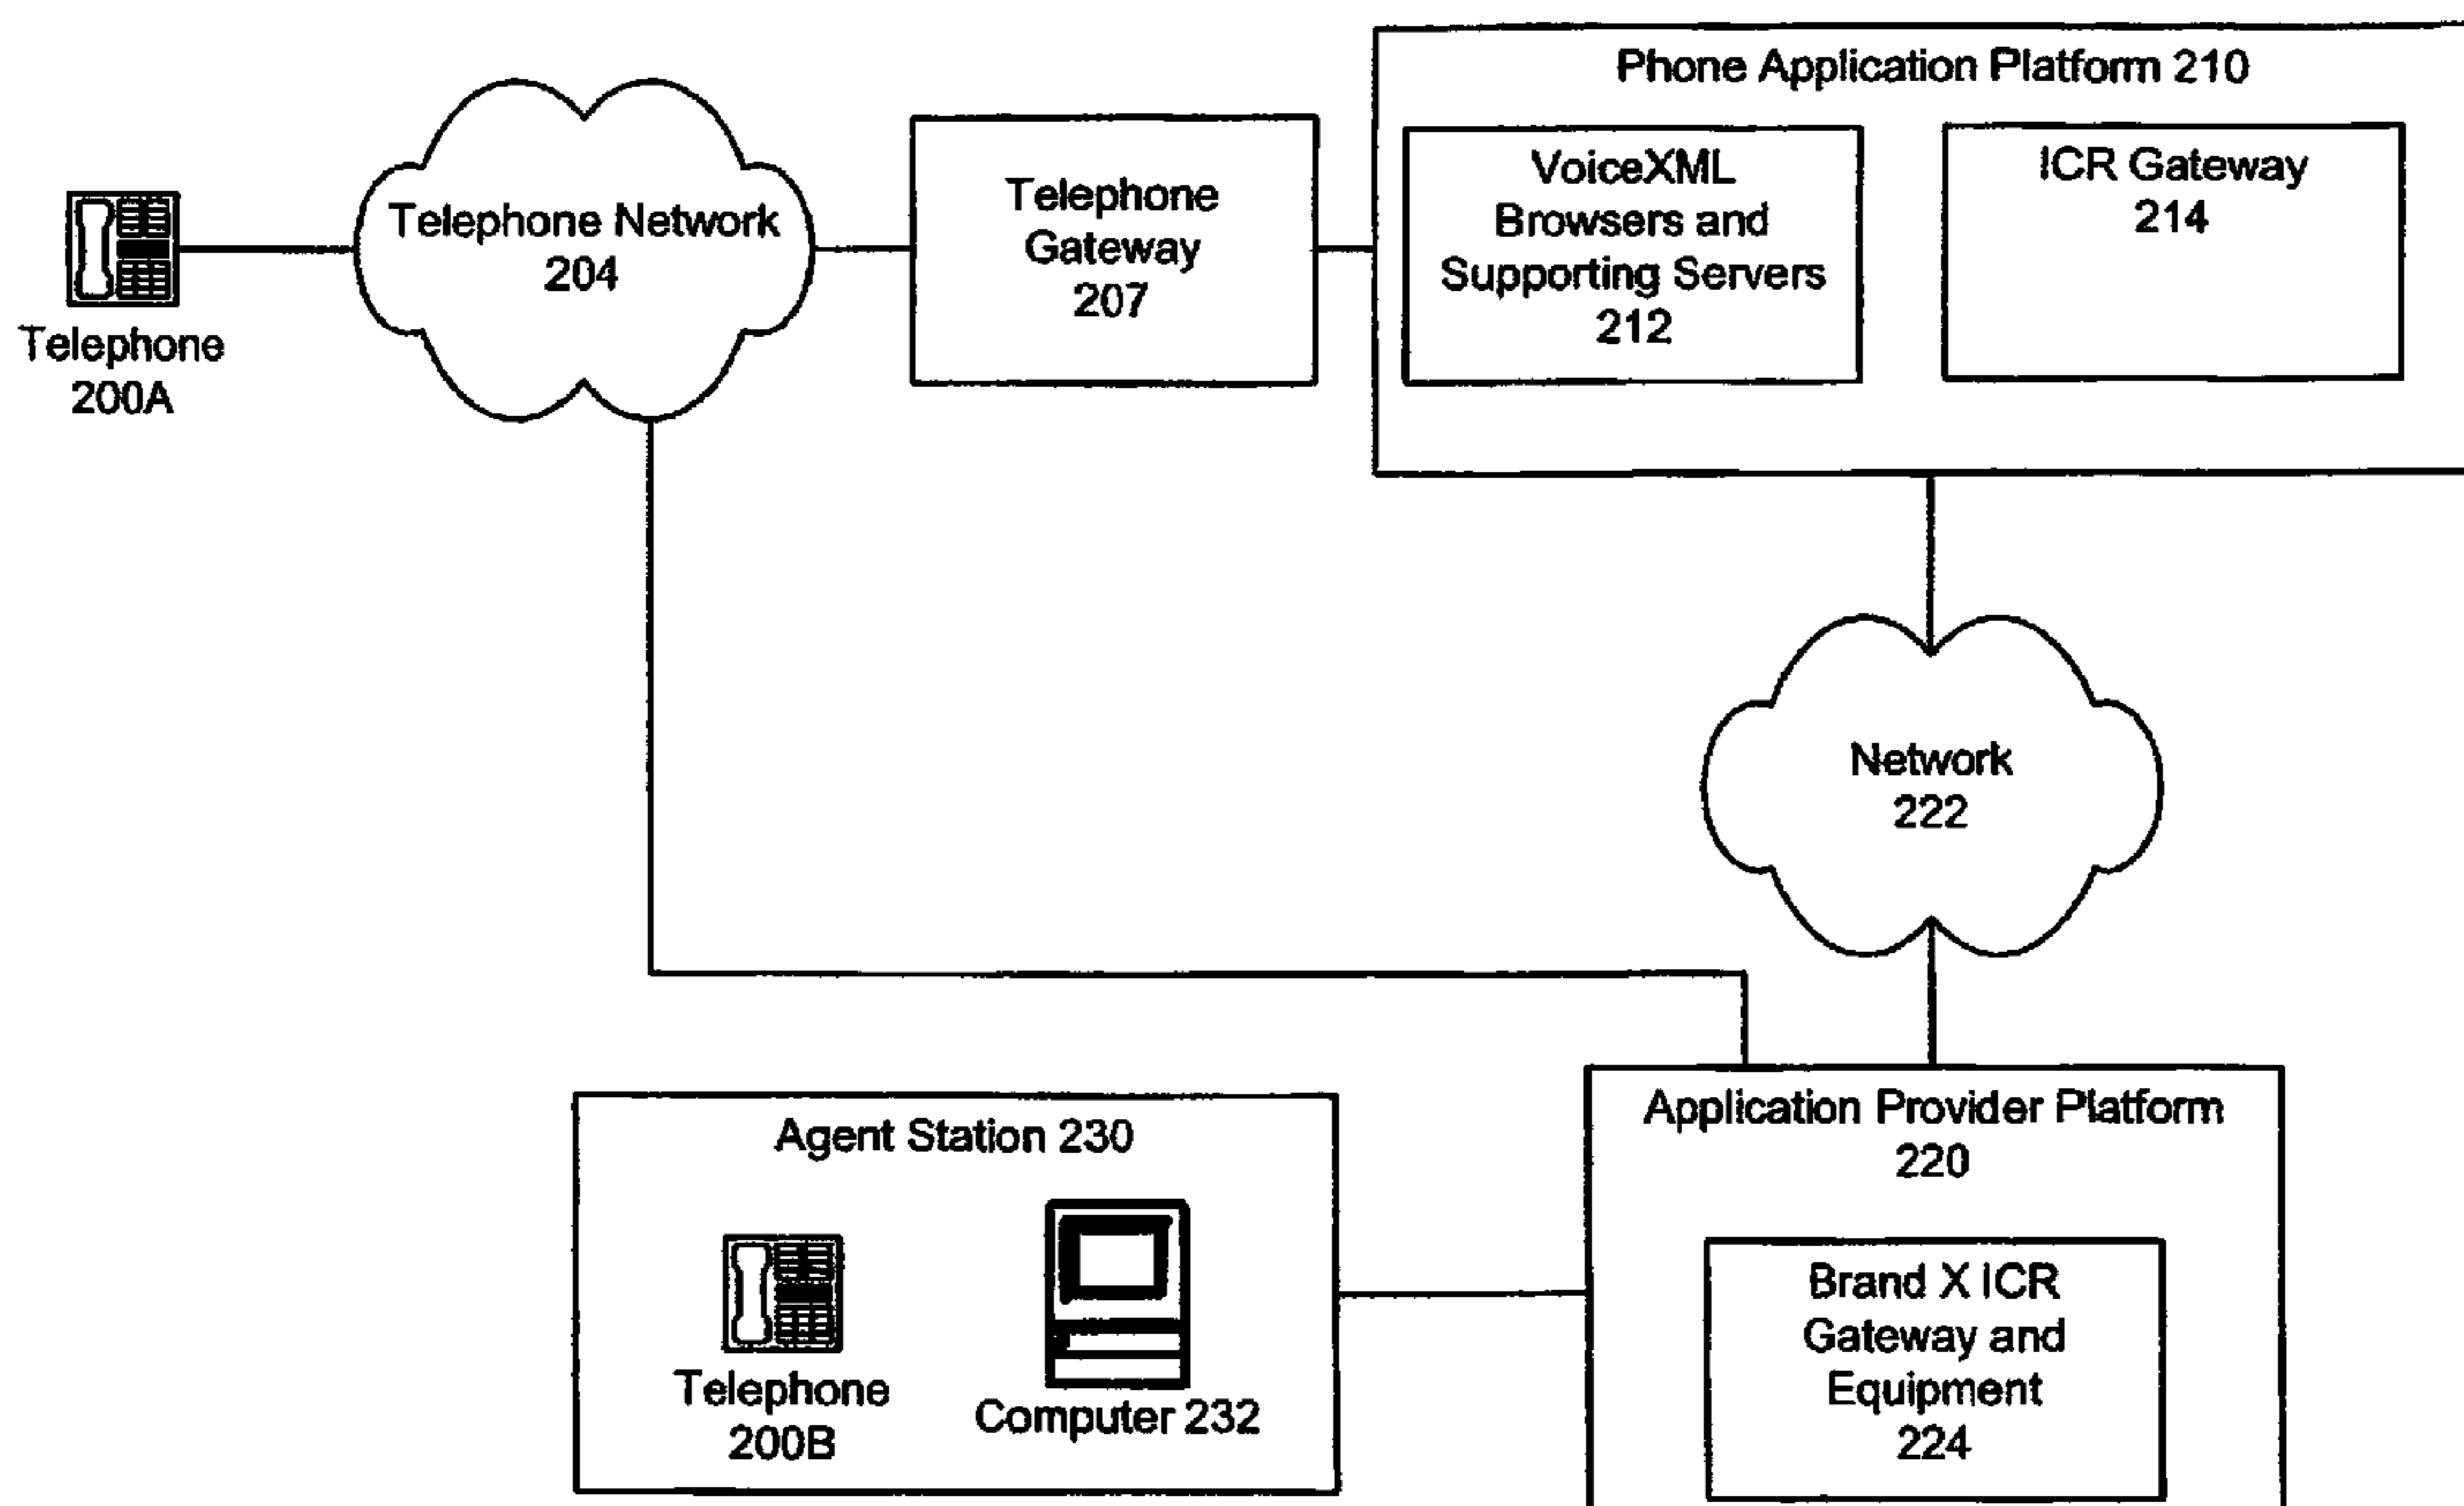 Phone Application Platform 210
VoiceXML
Browsers and
Supporting Servers
212
ICR Gateway
214
Telephone
Gateway
207
Telephone Network
204
Telephone
200A
Network
222
Application Provider Platform
220
Brand X ICR
Gateway and
Equipment
224
Agent Station 230
Telephone
200B
Computer 232